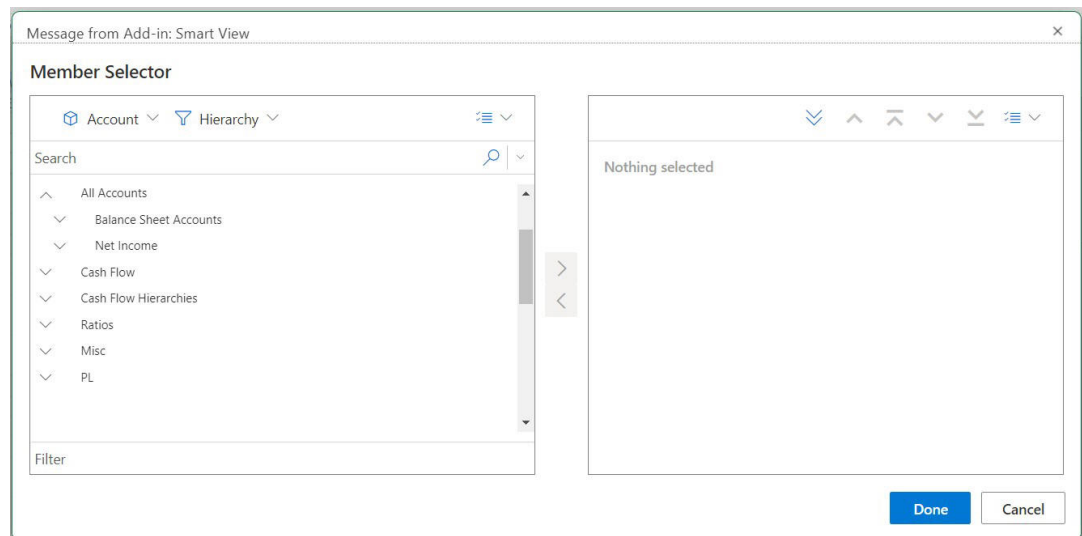 Message from Add-in: Smart View
Member Selector
Account Hierarchy
Search
Nothing selected
All Accounts
Balance Sheet Accounts
Net Income
Cash Flow
Cash Flow Hierarchies
Ratios
Misc
PL
Filter
Done Cancel